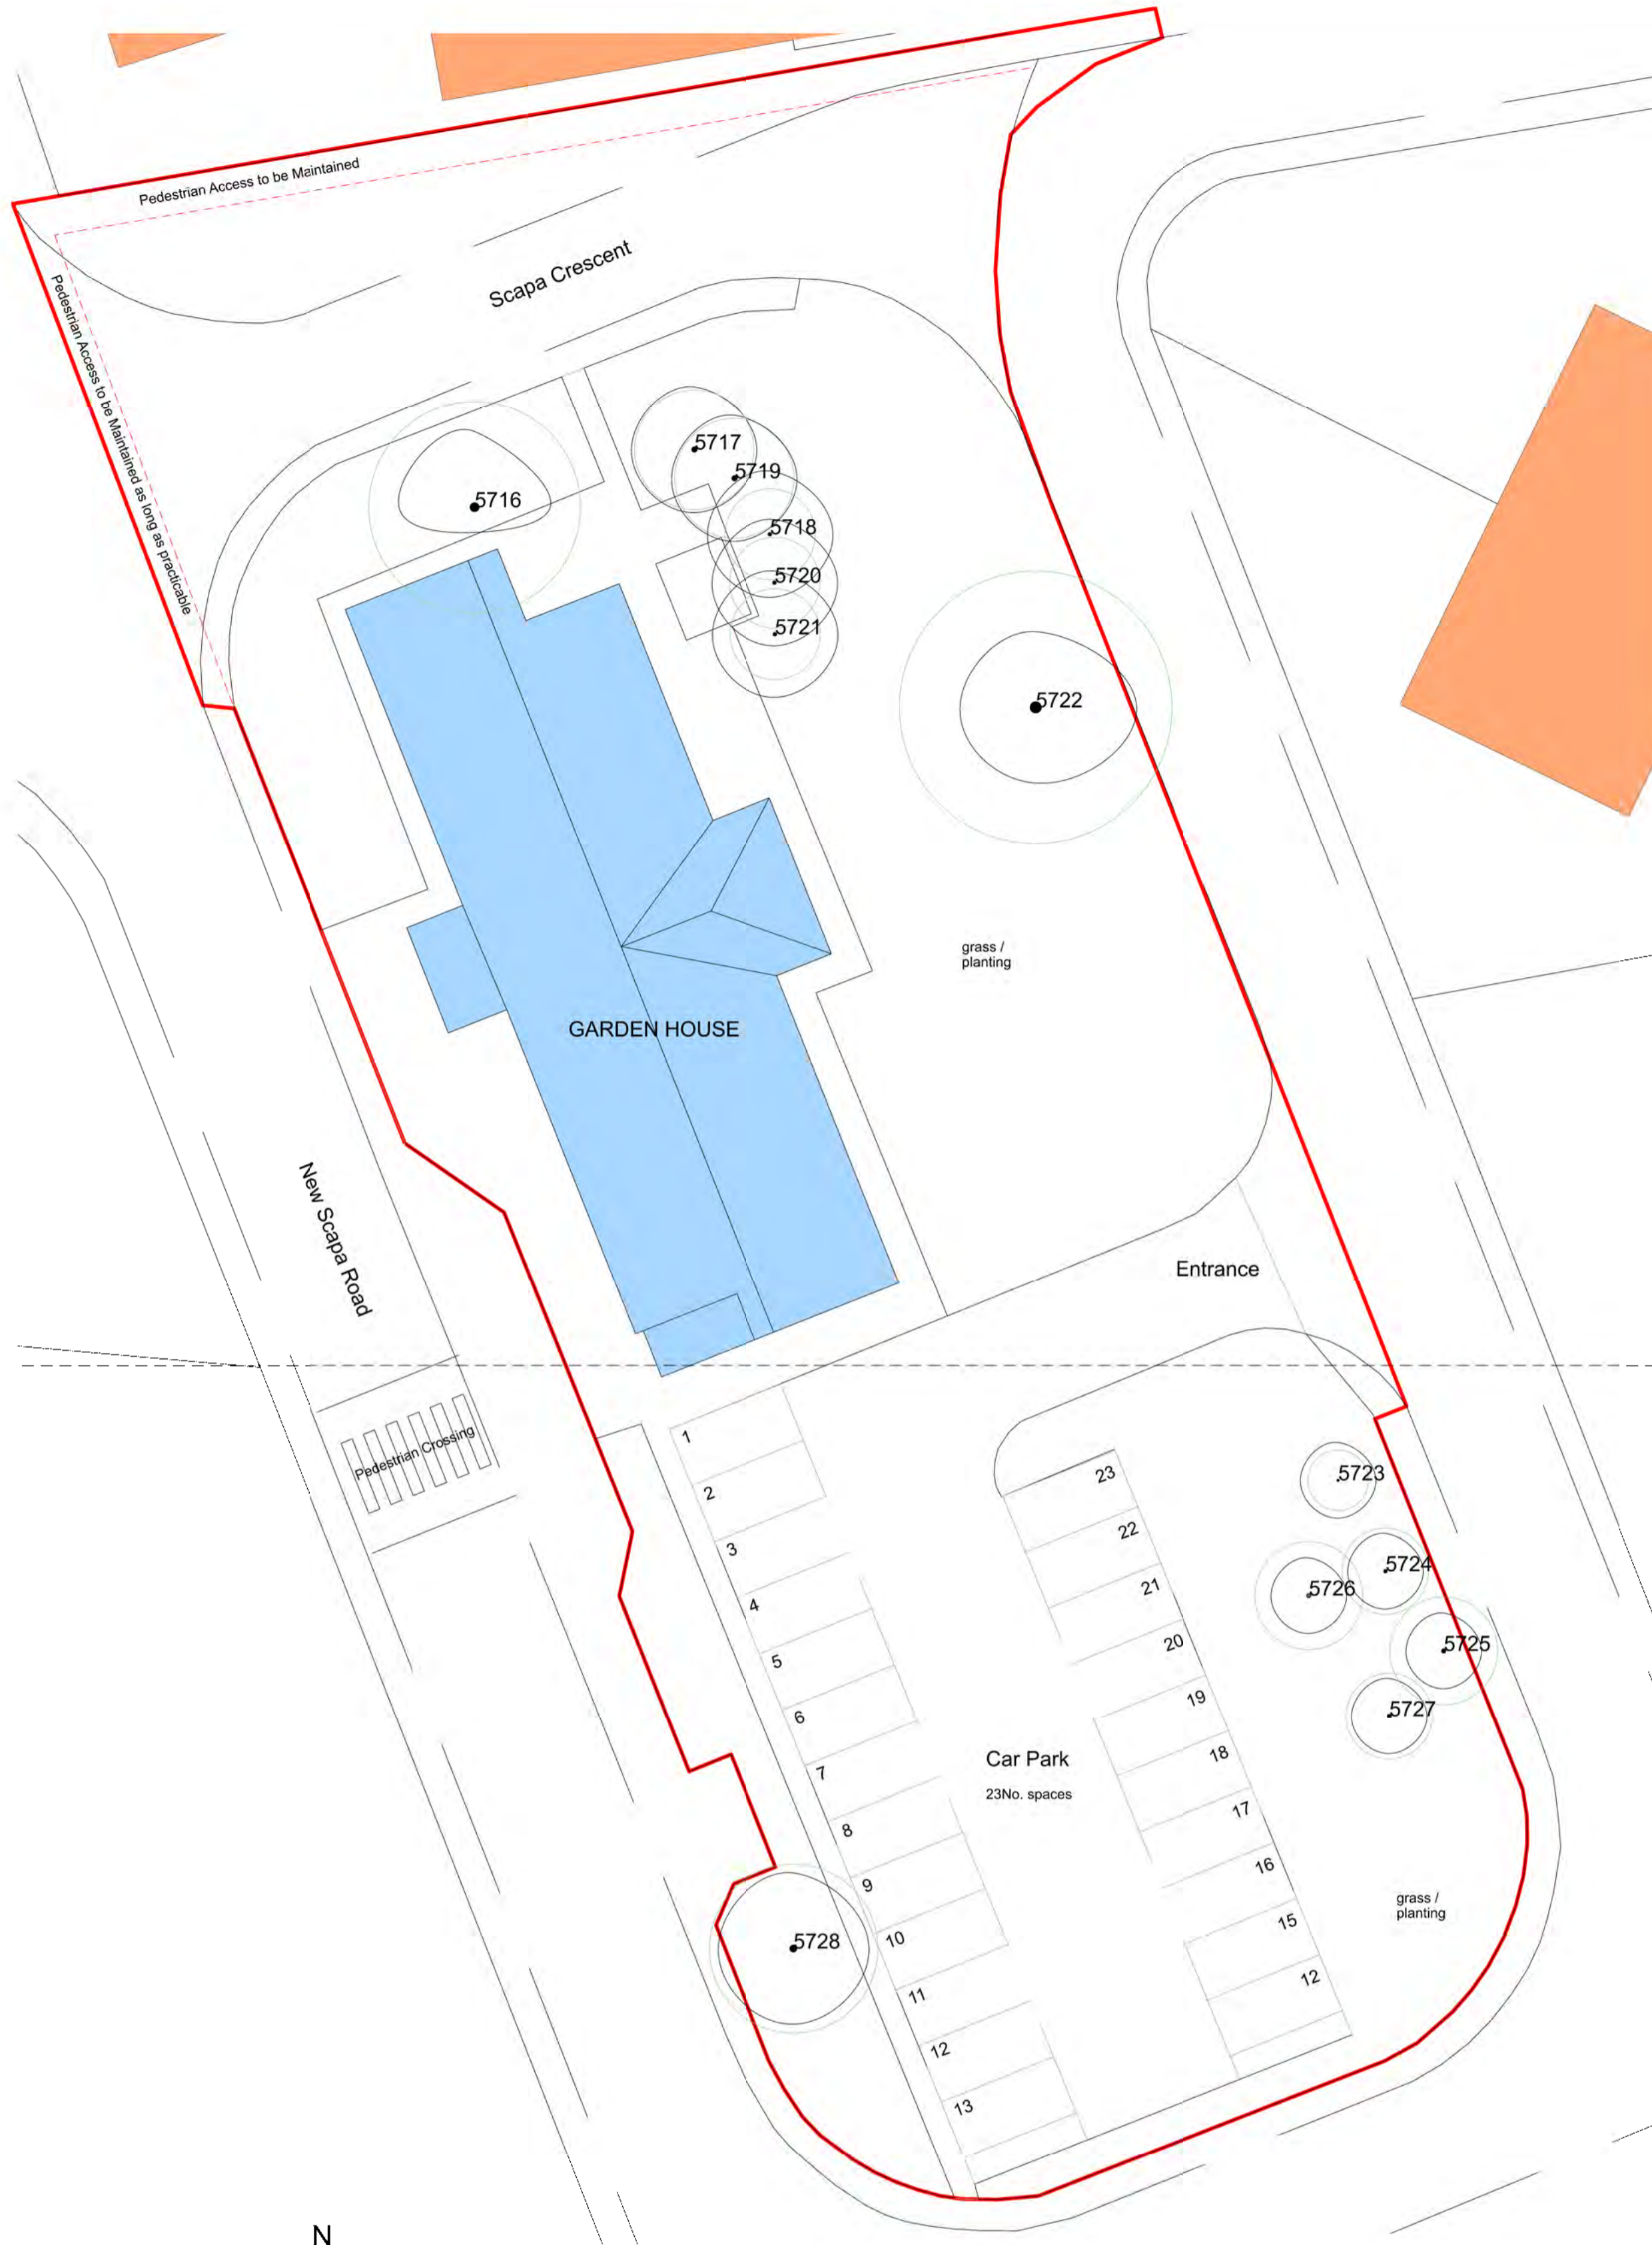 Pedestrian Access to be Maintained
Scapa Crescent
Pedestrian Access to be Maintained as long as practicable
5717
5719
5716
5718
5720
5721
5722
grass /
planting
GARDEN HOUSE
New Scapa Road
Entrance
Pedestrian Crossing
1
2
3
4
5
6
7
8
9
10
11
12
13
23
22
21
20
19
18
17
16
15
12
5723
5724
5726
5725
5727
Car Park
23No. spaces
grass /
planting
5728
N